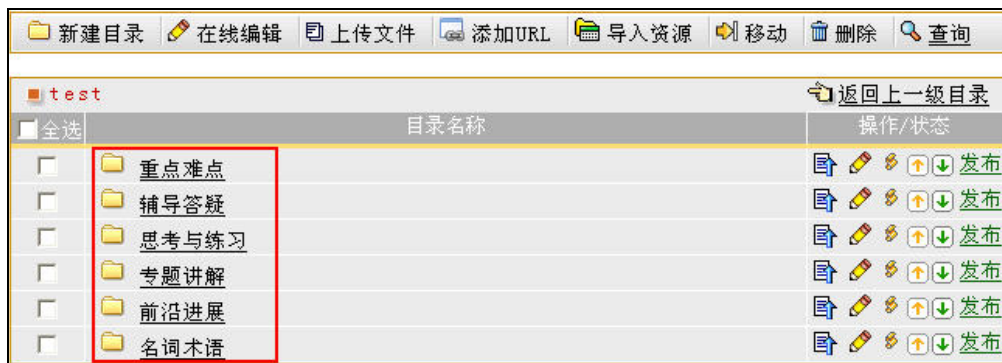 新建目录 在线编辑 上传文件 添加URL 导入资源 移动 删除 查询
test 返回上一级目录
全选 目录名称 操作/状态
重点难点 发布
辅导答疑 发布
思考与练习 发布
专题讲解 发布
前沿进展 发布
名词术语 发布